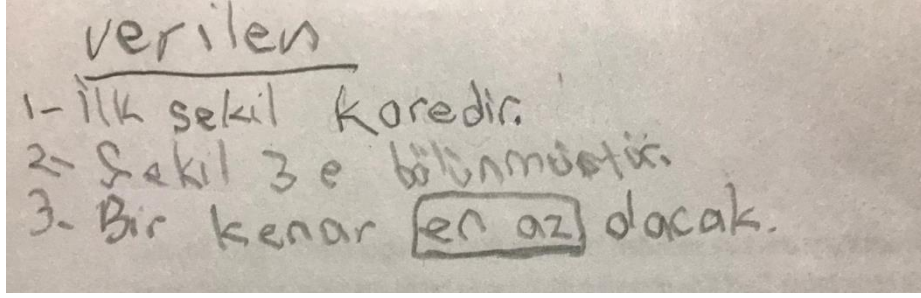 verilen
1- İlk şekil karedir.
2- Şekil 3 e bölünmüştür.
3- Bir kenar en az olacak.